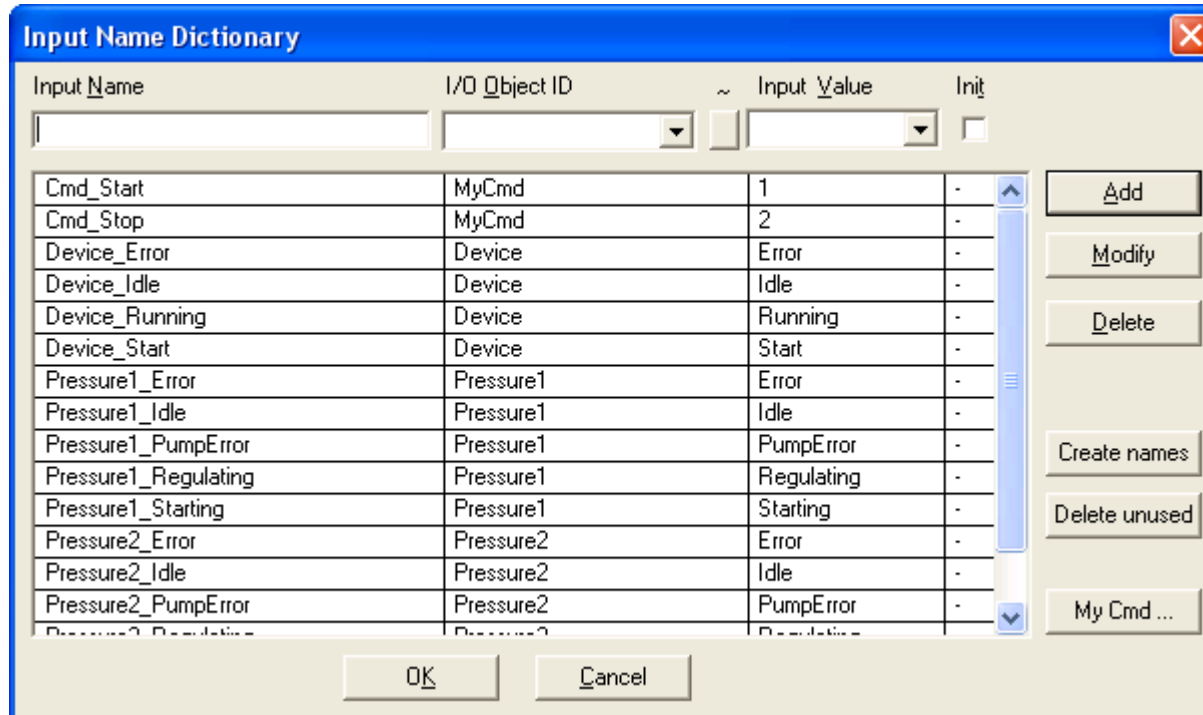 Input Name Dictionary
Input Name I/O Object ID ~ Input Value Init
Cmd_Start MyCmd 1 -
Cmd_Stop MyCmd 2 -
Device_Error Device Error -
Device_Idle Device Idle -
Device_Running Device Running -
Device_Start Device Start -
Pressure1_Error Pressure1 Error -
Pressure1_Idle Pressure1 Idle -
Pressure1_PumpError Pressure1 PumpError -
Pressure1_Regulating Pressure1 Regulating -
Pressure1_Starting Pressure1 Starting -
Pressure2_Error Pressure2 Error -
Pressure2_Idle Pressure2 Idle -
Pressure2_PumpError Pressure2 PumpError -
Add
Modify
Delete
Create names
Delete unused
My Cmd ...
OK Cancel